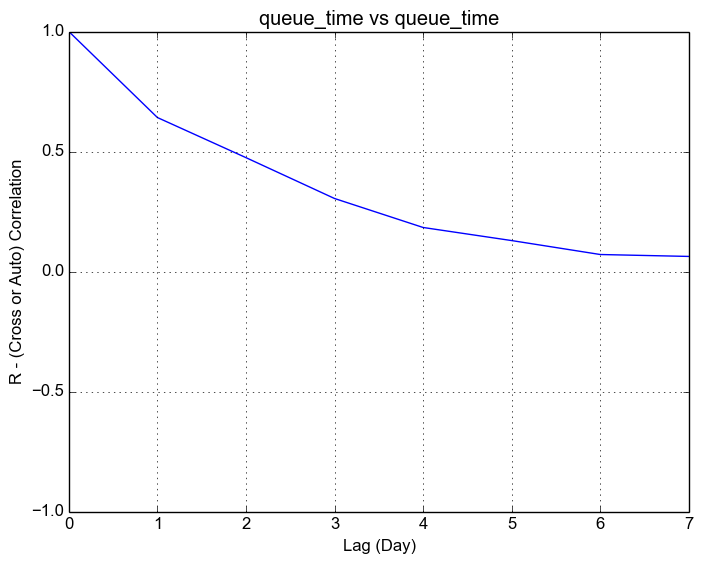 queue_time vs queue_time
R - (Cross or Auto) Correlation
1.0
0.5
0.0
−0.5
−1.0
0 1 2 3 4 5 6 7
Lag (Day)